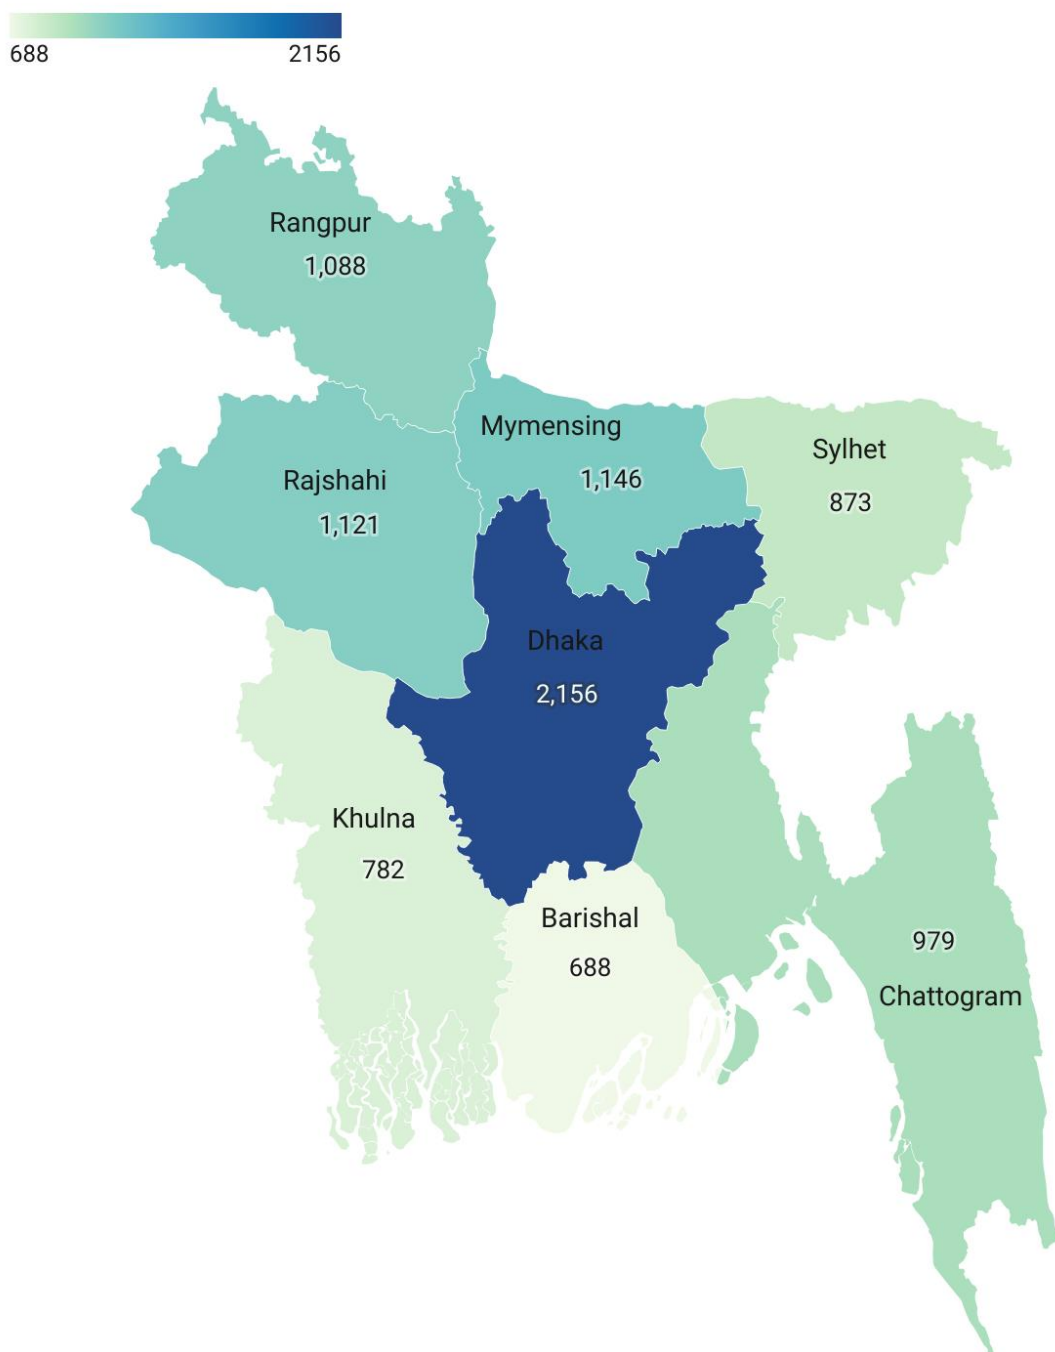 688 2156
Rangpur
1,088
Mymensing
Sylhet
Rajshahi
1,146
873
1,121
Dhaka
2,156
Khulna
782
Barishal
979
688
Chattogram